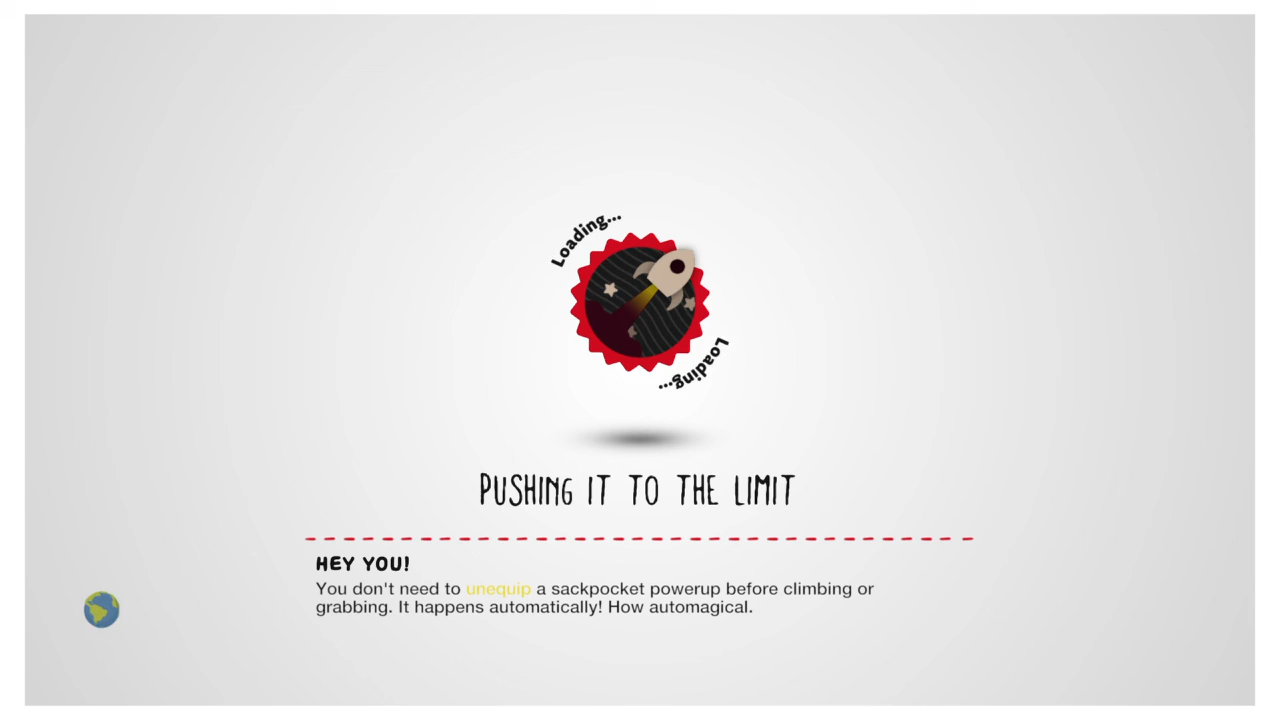 Loading...
Loading...
PUSHING IT TO THE LIMIT
HEY YOU!
You don't need to unequip a sackpocket powerup before climbing or
grabbing. It happens automatically! How automagical.